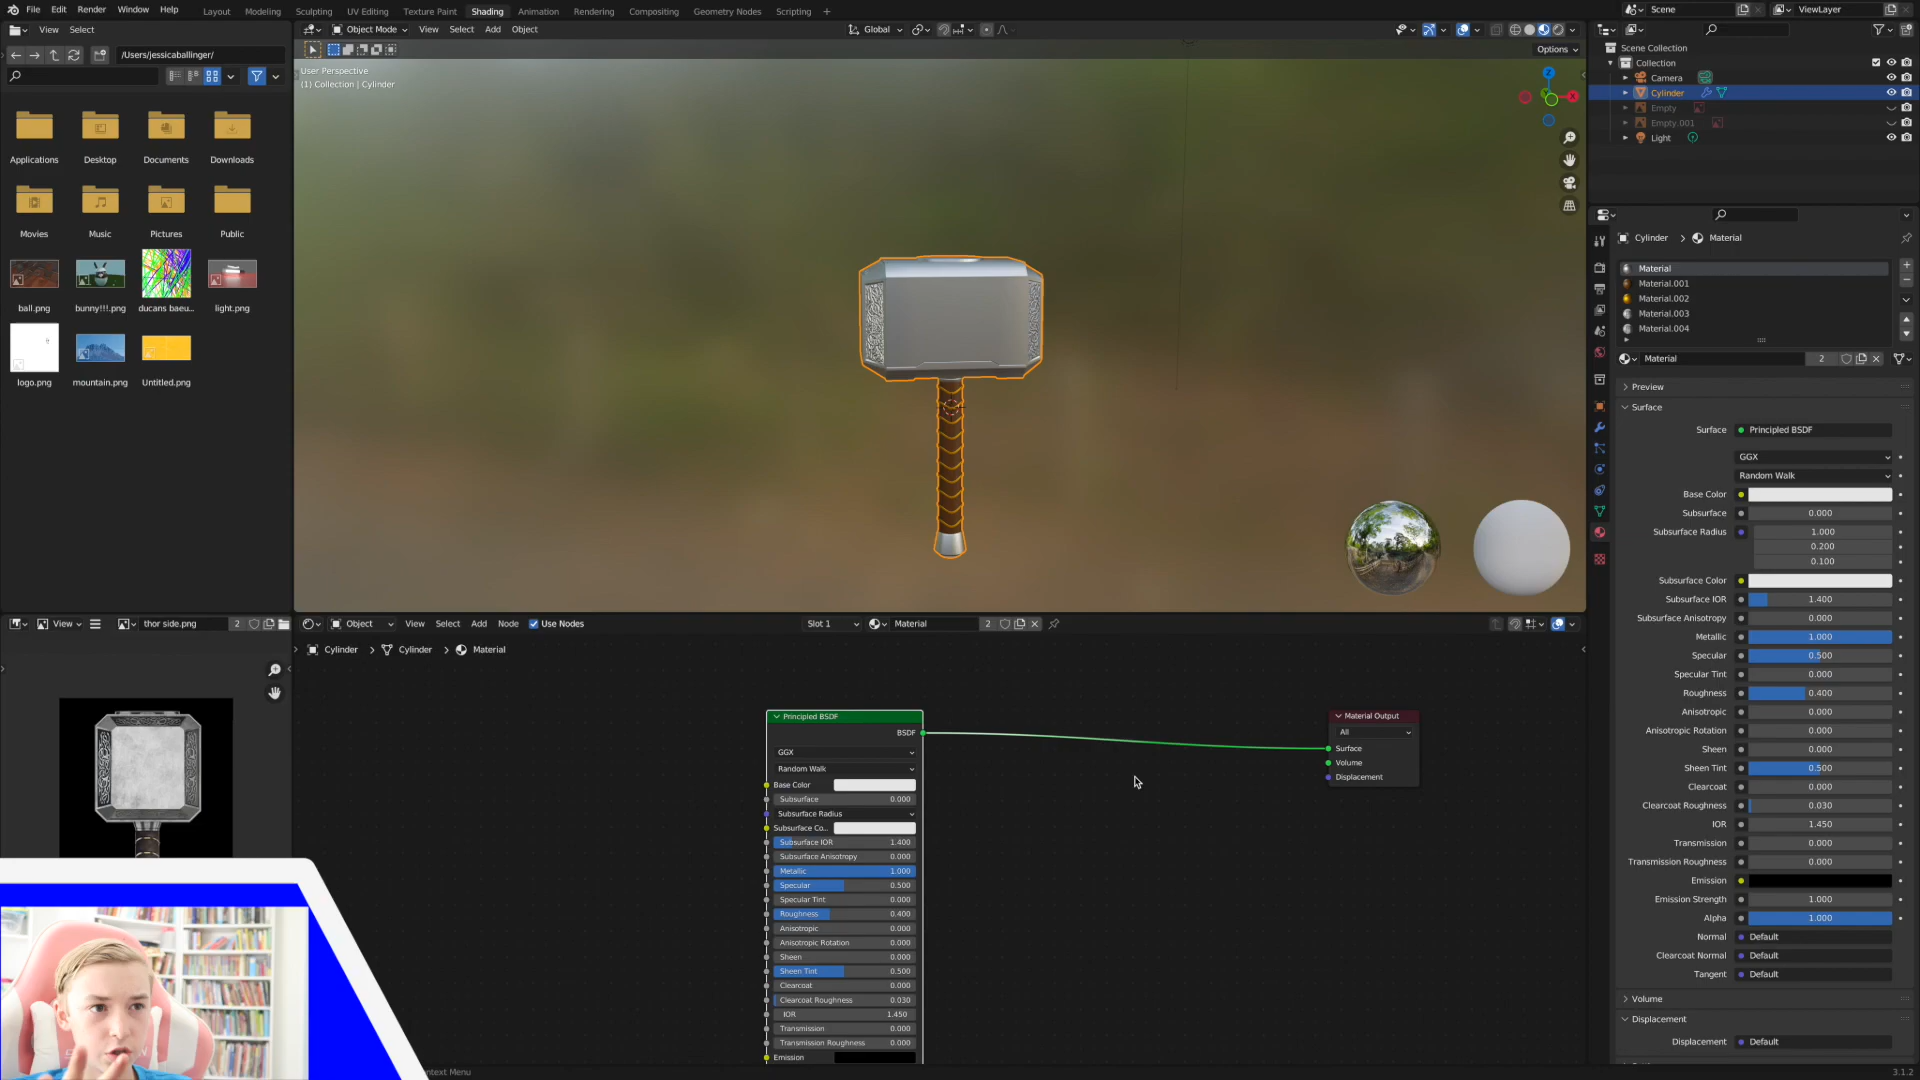 File Edit Render Window Help Layout Modeling Sculpting UV Editing Texture Paint Shading Animation Rendering Compositing Geometry Nodes Scripting + Scene ViewLayer
View Select /Users/jessicaballinger/
Applications Desktop Documents Downloads
Movies Music Pictures Public
ball.png bunny!!!.png ducans baeu... light.png
logo.png mountain.png Untitled.png
Object Mode View Select Add Object Global Options
User Perspective
(1) Collection | Cylinder
Z
X
Scene Collection
Collection
Camera
Cylinder
Empty
Empty.001
Light
Cylinder > Material
Material
Material.001
Material.002
Material.003
Material.004
Material 2
Preview
Surface
Surface Principled BSDF
GGX
Random Walk
Base Color
Subsurface 0.000
Subsurface Radius 1.000
0.200
0.100
Subsurface Color
Subsurface IOR 1.400
Subsurface Anisotropy 0.000
Metallic 1.000
Specular 0.500
Specular Tint 0.000
Roughness 0.400
Anisotropic 0.000
Anisotropic Rotation 0.000
Sheen 0.000
Sheen Tint 0.500
Clearcoat 0.000
Clearcoat Roughness 0.030
IOR 1.450
Transmission 0.000
Transmission Roughness 0.000
Emission
Emission Strength 1.000
Alpha 1.000
Normal Default
Clearcoat Normal Default
Tangent Default
Volume
Displacement
Displacement Default
View thor side.png 2
Object View Select Add Node Use Nodes Slot 1 Material 2
Cylinder > Cylinder > Material
Principled BSDF
BSDF
GGX
Random Walk
Base Color
Subsurface 0.000
Subsurface Radius
Subsurface Co...
Subsurface IOR 1.400
Subsurface Anisotropy 0.000
Metallic 1.000
Specular 0.500
Specular Tint 0.000
Roughness 0.400
Anisotropic 0.000
Anisotropic Rotation 0.000
Sheen 0.000
Sheen Tint 0.500
Clearcoat 0.000
Clearcoat Roughness 0.030
IOR 1.450
Transmission 0.000
Transmission Roughness 0.000
Emission
Material Output
All
Surface
Volume
Displacement
ntext Menu
3.1.2